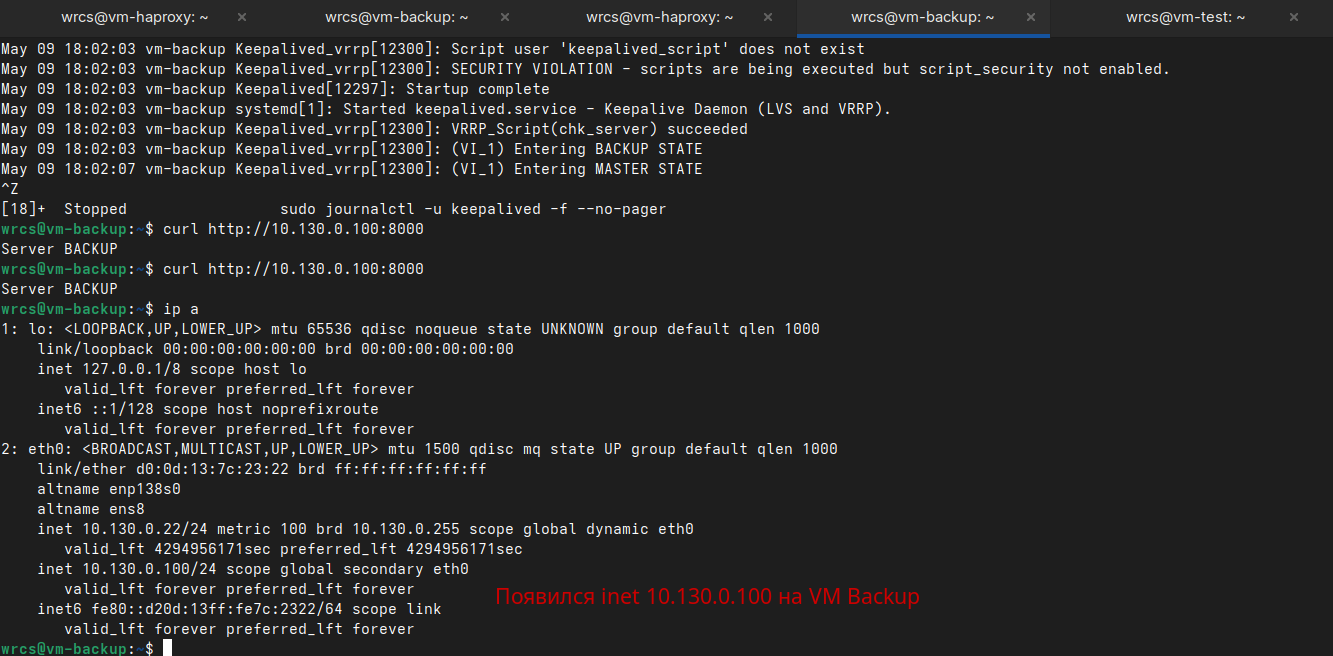 wrcs@vm-haproxy: ~ × wrcs@vm-backup: ~ × wrcs@vm-haproxy: ~ × wrcs@vm-backup: ~ × wrcs@vm-test: ~ ×
May 09 18:02:03 vm-backup Keepalived_vrrp[12300]: Script user 'keepalived_script' does not exist
May 09 18:02:03 vm-backup Keepalived_vrrp[12300]: SECURITY VIOLATION - scripts are being executed but script_security not enabled.
May 09 18:02:03 vm-backup Keepalived[12297]: Startup complete
May 09 18:02:03 vm-backup systemd[1]: Started keepalived.service - Keepalive Daemon (LVS and VRRP).
May 09 18:02:03 vm-backup Keepalived_vrrp[12300]: VRRP_Script(chk_server) succeeded
May 09 18:02:03 vm-backup Keepalived_vrrp[12300]: (VI_1) Entering BACKUP STATE
May 09 18:02:07 vm-backup Keepalived_vrrp[12300]: (VI_1) Entering MASTER STATE
^Z
[18]+  Stopped                 sudo journalctl -u keepalived -f --no-pager
wrcs@vm-backup:~$ curl http://10.130.0.100:8000
Server BACKUP
wrcs@vm-backup:~$ curl http://10.130.0.100:8000
Server BACKUP
wrcs@vm-backup:~$ ip a
1: lo: <LOOPBACK,UP,LOWER_UP> mtu 65536 qdisc noqueue state UNKNOWN group default qlen 1000
    link/loopback 00:00:00:00:00:00 brd 00:00:00:00:00:00
    inet 127.0.0.1/8 scope host lo
       valid_lft forever preferred_lft forever
    inet6 ::1/128 scope host noprefixroute
       valid_lft forever preferred_lft forever
2: eth0: <BROADCAST,MULTICAST,UP,LOWER_UP> mtu 1500 qdisc mq state UP group default qlen 1000
    link/ether d0:0d:13:7c:23:22 brd ff:ff:ff:ff:ff:ff
    altname enp138s0
    altname ens8
    inet 10.130.0.22/24 metric 100 brd 10.130.0.255 scope global dynamic eth0
       valid_lft 4294956171sec preferred_lft 4294956171sec
    inet 10.130.0.100/24 scope global secondary eth0
       valid_lft forever preferred_lft forever
Появился inet 10.130.0.100 на VM Backup
    inet6 fe80::d20d:13ff:fe7c:2322/64 scope link
       valid_lft forever preferred_lft forever
wrcs@vm-backup:~$